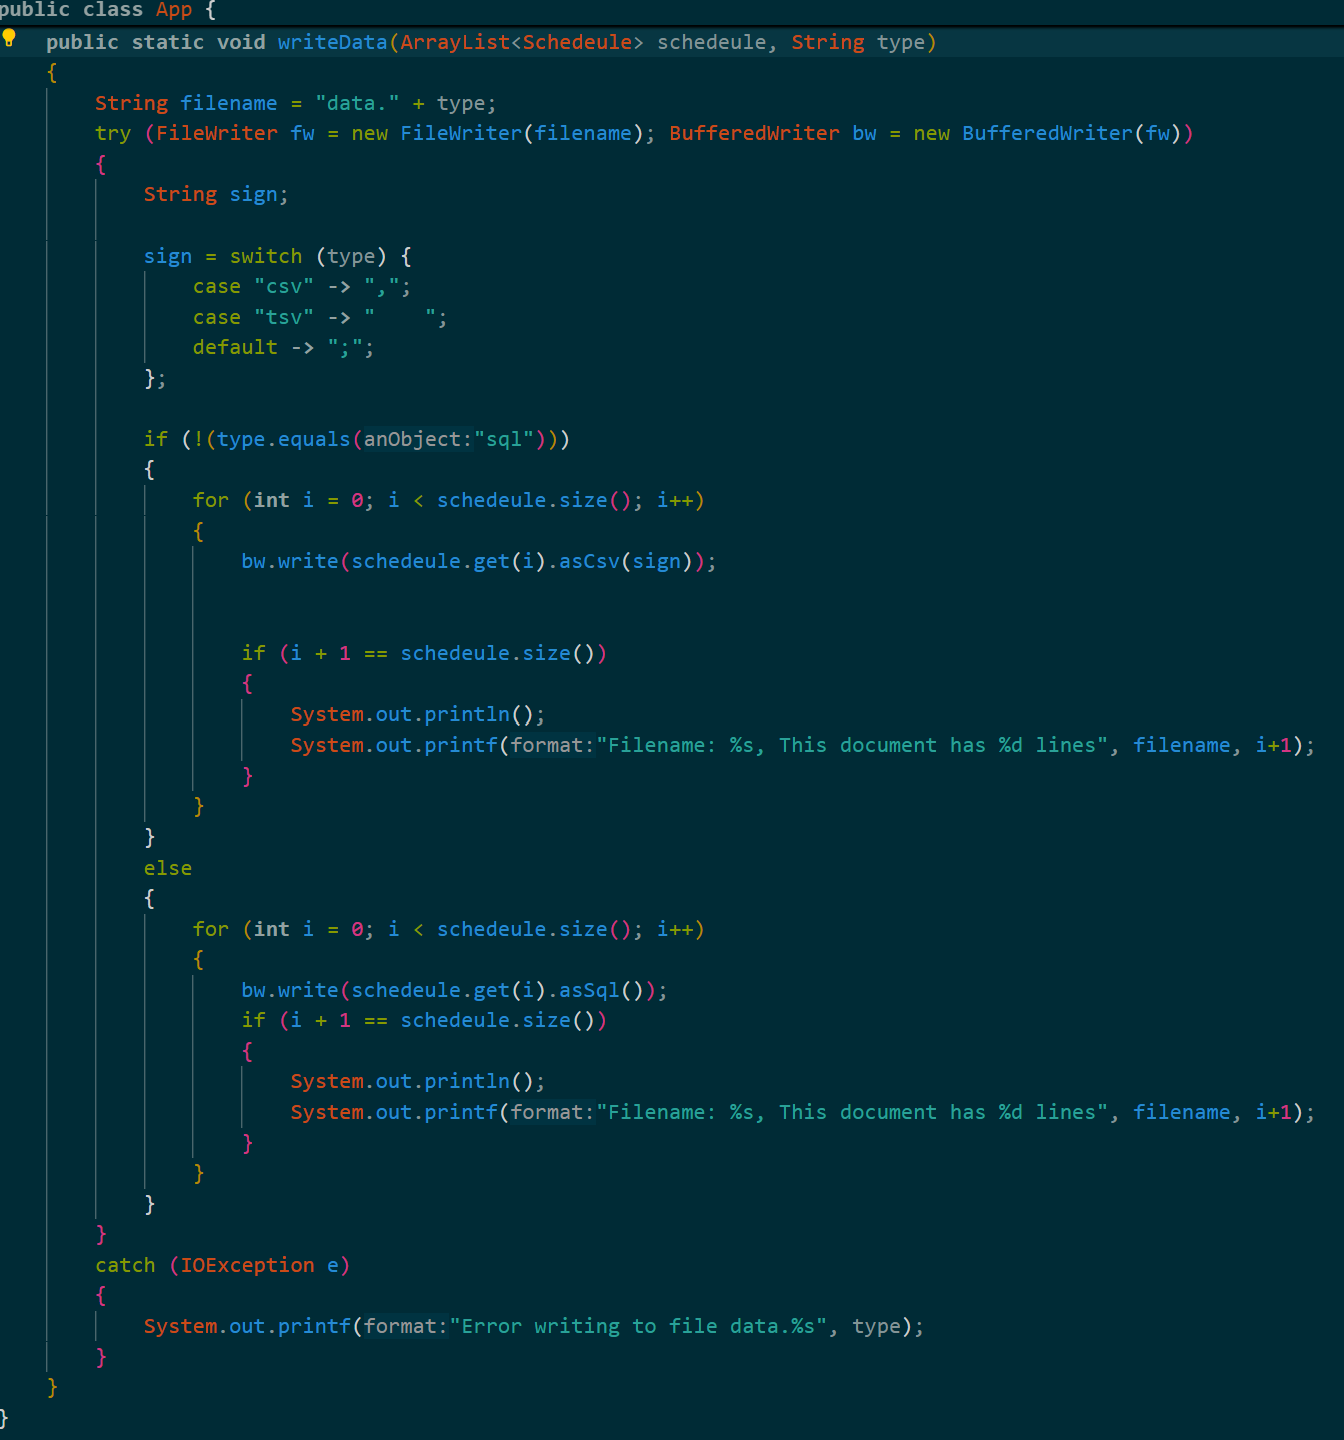 public class App {
    public static void writeData(ArrayList<Schedeule> schedeule, String type)
    {
        String filename = "data." + type;
        try (FileWriter fw = new FileWriter(filename); BufferedWriter bw = new BufferedWriter(fw))
        {
            String sign;
            sign = switch (type) {
                case "csv" -> ",";
                case "tsv" -> "    ";
                default -> ";";
            };
            if (!(type.equals(anObject:"sql")))
            {
                for (int i = 0; i < schedeule.size(); i++)
                {
                    bw.write(schedeule.get(i).asCsv(sign));
                    if (i + 1 == schedeule.size())
                    {
                        System.out.println();
                        System.out.printf(format:"Filename: %s, This document has %d lines", filename, i+1);
                    }
                }
            }
            else
            {
                for (int i = 0; i < schedeule.size(); i++)
                {
                    bw.write(schedeule.get(i).asSql());
                    if (i + 1 == schedeule.size())
                    {
                        System.out.println();
                        System.out.printf(format:"Filename: %s, This document has %d lines", filename, i+1);
                    }
                }
            }
        }
        catch (IOException e)
        {
            System.out.printf(format:"Error writing to file data.%s", type);
        }
    }
}